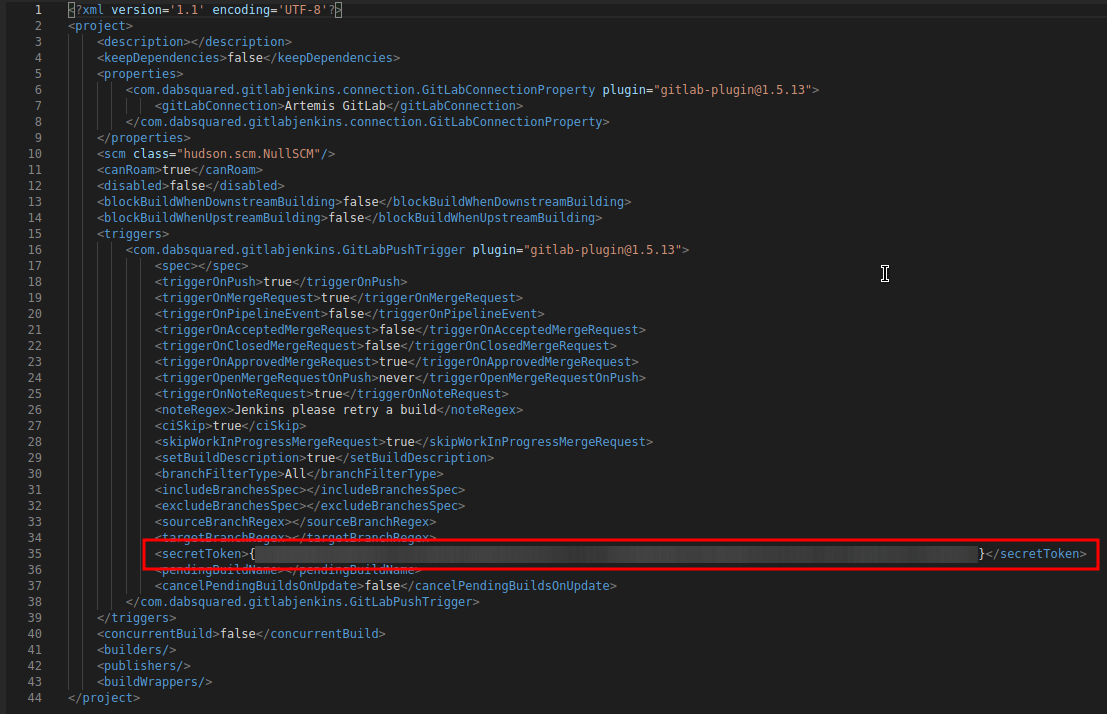 1 <?xml version='1.1' encoding='UTF-8'?>
2 <project>
3 <description></description>
4 <keepDependencies>false</keepDependencies>
5 <properties>
6 <com.dabsquared.gitlabjenkins.connection.GitLabConnectionProperty plugin="gitlab-plugin@1.5.13">
7 <gitLabConnection>Artemis GitLab</gitLabConnection>
8 </com.dabsquared.gitlabjenkins.connection.GitLabConnectionProperty>
9 </properties>
10 <scm class="hudson.scm.NullSCM"/>
11 <canRoam>true</canRoam>
12 <disabled>false</disabled>
13 <blockBuildWhenDownstreamBuilding>false</blockBuildWhenDownstreamBuilding>
14 <blockBuildWhenUpstreamBuilding>false</blockBuildWhenUpstreamBuilding>
15 <triggers>
16 <com.dabsquared.gitlabjenkins.GitLabPushTrigger plugin="gitlab-plugin@1.5.13">
17 <spec></spec>
18 <triggerOnPush>true</triggerOnPush>
19 <triggerOnMergeRequest>true</triggerOnMergeRequest>
20 <triggerOnPipelineEvent>false</triggerOnPipelineEvent>
21 <triggerOnAcceptedMergeRequest>false</triggerOnAcceptedMergeRequest>
22 <triggerOnClosedMergeRequest>false</triggerOnClosedMergeRequest>
23 <triggerOnApprovedMergeRequest>true</triggerOnApprovedMergeRequest>
24 <triggerOpenMergeRequestOnPush>never</triggerOpenMergeRequestOnPush>
25 <triggerOnNoteRequest>true</triggerOnNoteRequest>
26 <noteRegex>Jenkins please retry a build</noteRegex>
27 <ciSkip>true</ciSkip>
28 <skipWorkInProgressMergeRequest>true</skipWorkInProgressMergeRequest>
29 <setBuildDescription>true</setBuildDescription>
30 <branchFilterType>All</branchFilterType>
31 <includeBranchesSpec></includeBranchesSpec>
32 <excludeBranchesSpec></excludeBranchesSpec>
33 <sourceBranchRegex></sourceBranchRegex>
34 <targetBranchRegex></targetBranchRegex>
35 <secretToken>{ }</secretToken>
36 <pendingBuildName></pendingBuildName>
37 <cancelPendingBuildsOnUpdate>false</cancelPendingBuildsOnUpdate>
38 </com.dabsquared.gitlabjenkins.GitLabPushTrigger>
39 </triggers>
40 <concurrentBuild>false</concurrentBuild>
41 <builders/>
42 <publishers/>
43 <buildWrappers/>
44 </project>